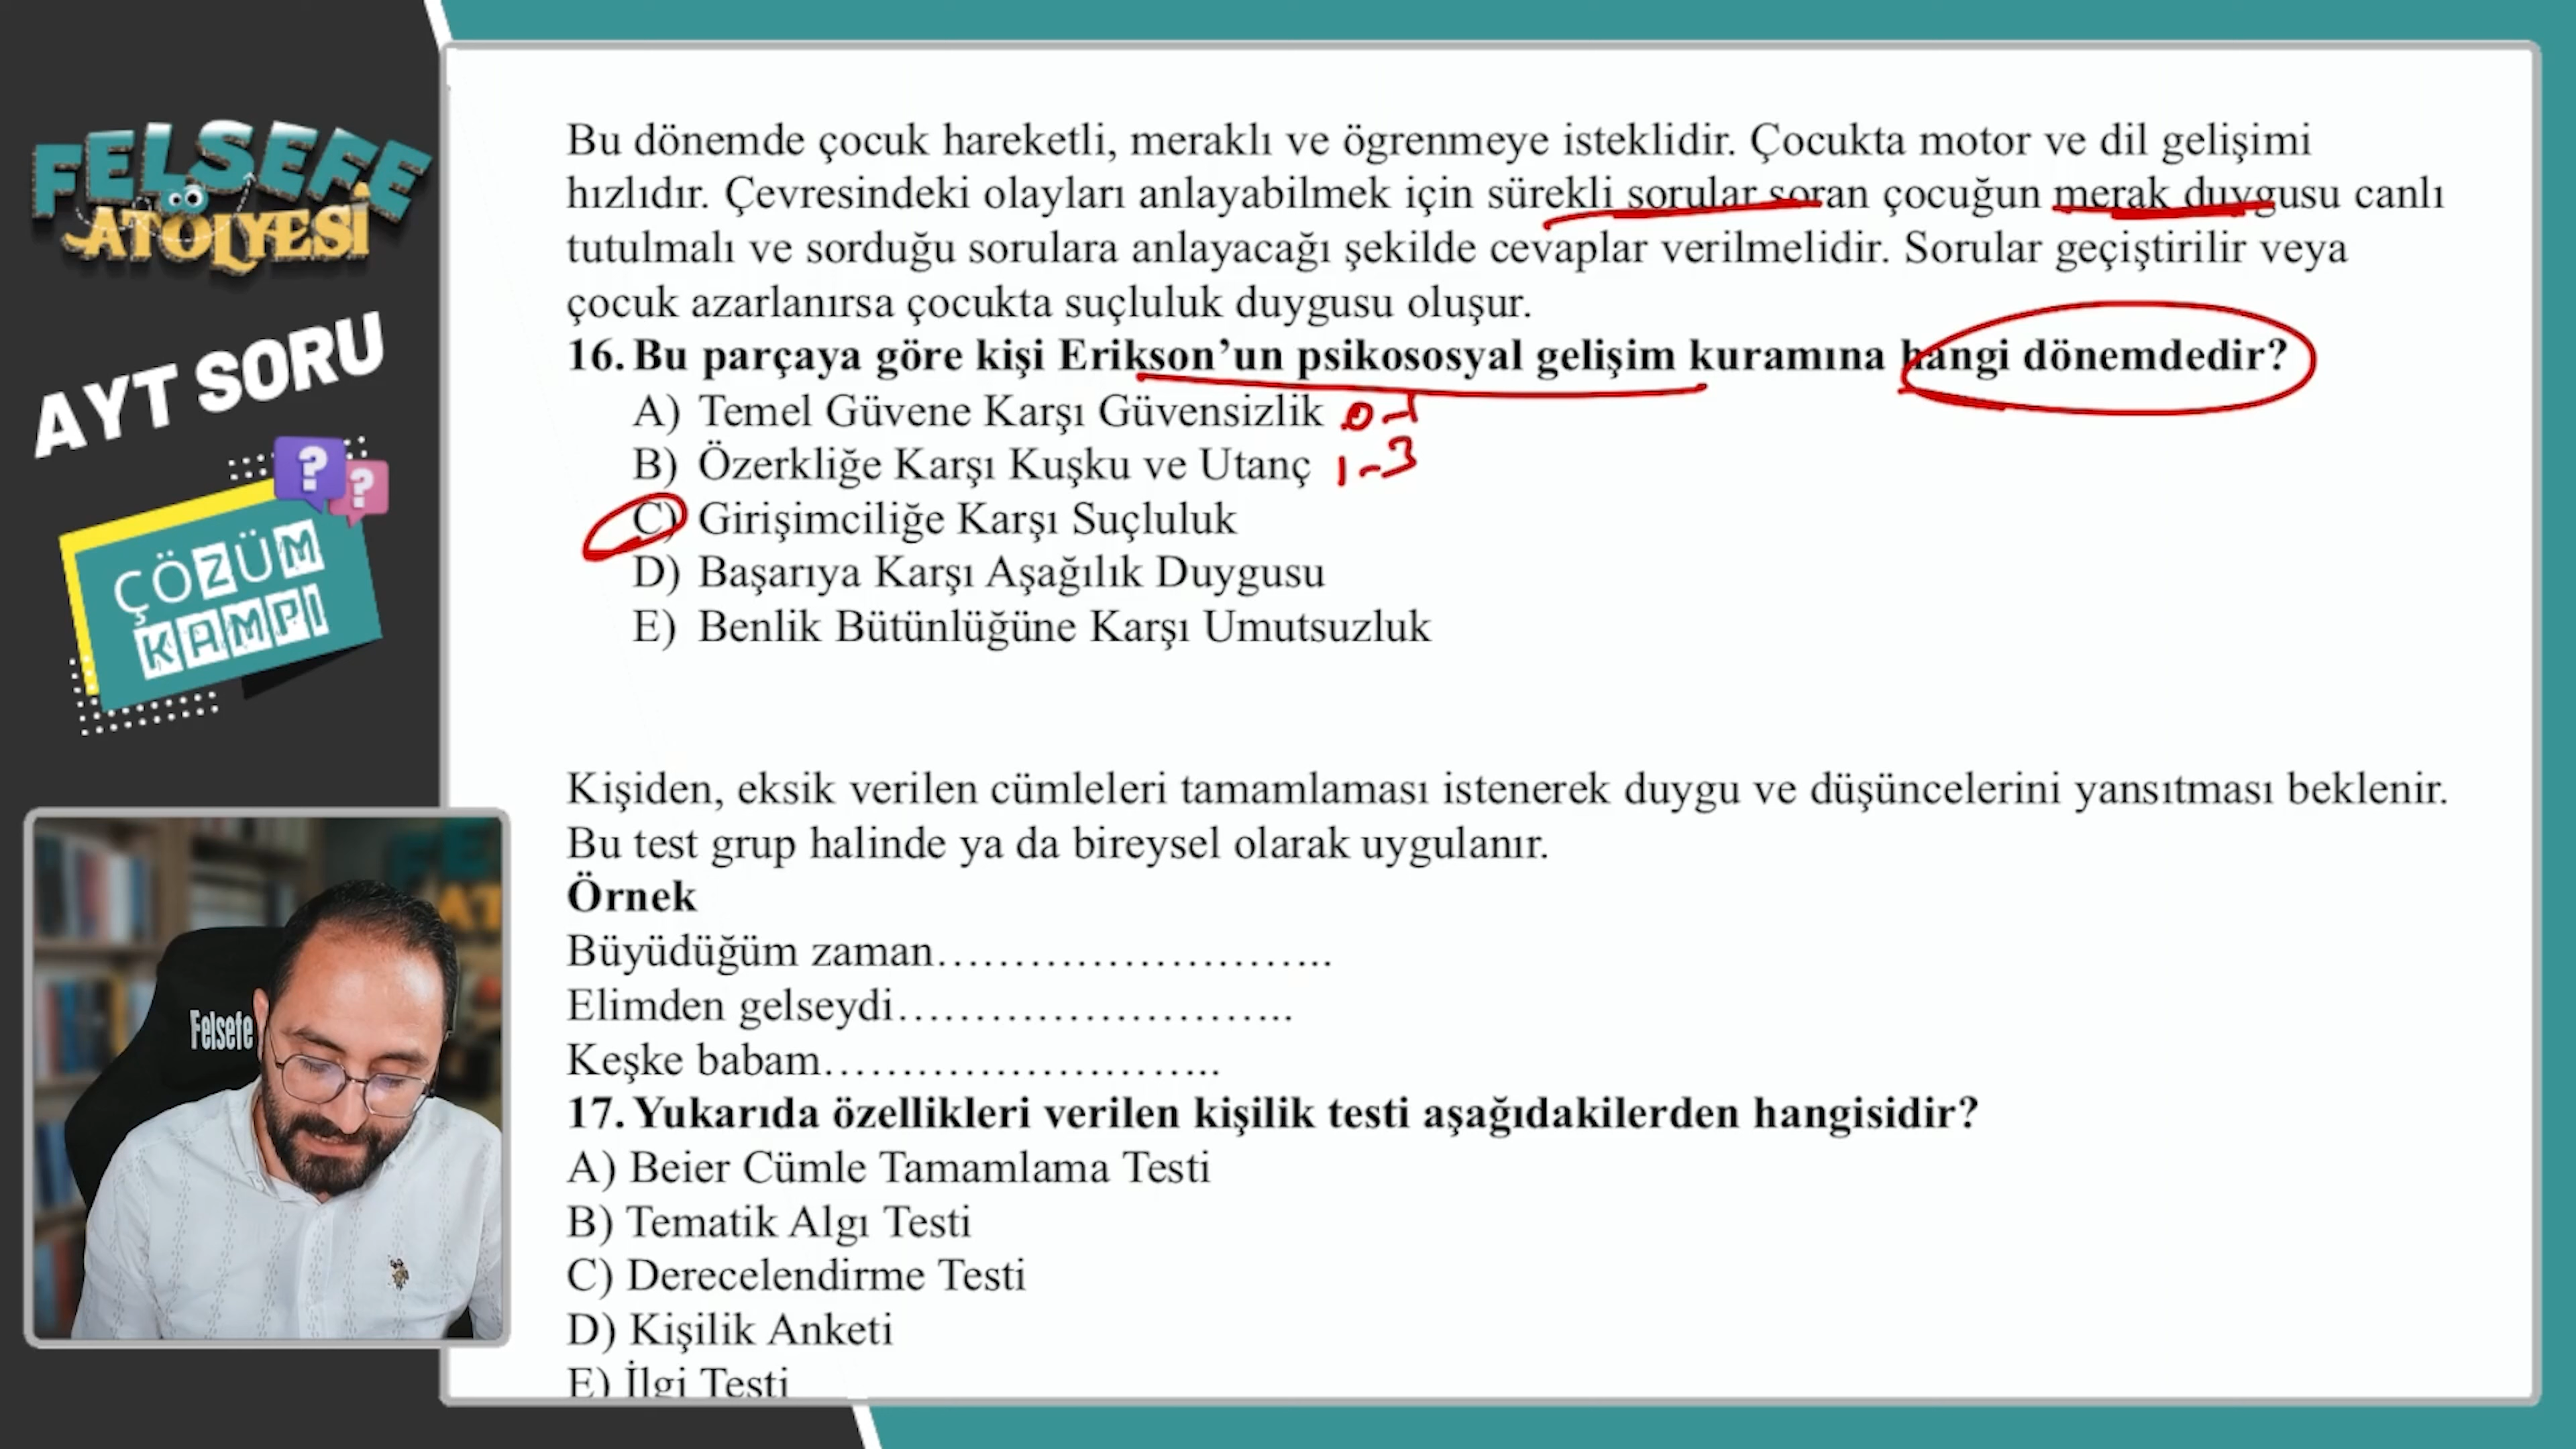 FELSEFE
ATÖLYESİ
AYT SORU
?
?
ÇÖZÜM
KAMPI
Felsefe
Bu dönemde çocuk hareketli, meraklı ve ögrenmeye isteklidir. Çocukta motor ve dil gelişimi
hızlıdır. Çevresindeki olayları anlayabilmek için sürekli sorular soran çocuğun merak duygusu canlı
tutulmalı ve sorduğu sorulara anlayacağı şekilde cevaplar verilmelidir. Sorular geçiştirilir veya
çocuk azarlanırsa çocukta suçluluk duygusu oluşur.
16. Bu parçaya göre kişi Erikson’un psikososyal gelişim kuramına hangi dönemdedir?
A) Temel Güvene Karşı Güvensizlik 0-1
B) Özerkliğe Karşı Kuşku ve Utanç 1-3
C) Girişimciliğe Karşı Suçluluk
D) Başarıya Karşı Aşağılık Duygusu
E) Benlik Bütünlüğüne Karşı Umutsuzluk
Kişiden, eksik verilen cümleleri tamamlaması istenerek duygu ve düşüncelerini yansıtması beklenir.
Bu test grup halinde ya da bireysel olarak uygulanır.
Örnek
Büyüdüğüm zaman……………………..
Elimden gelseydi……………………..
Keşke babam……………………..
17. Yukarıda özellikleri verilen kişilik testi aşağıdakilerden hangisidir?
A) Beier Cümle Tamamlama Testi
B) Tematik Algı Testi
C) Derecelendirme Testi
D) Kişilik Anketi
E) İlgi Testi